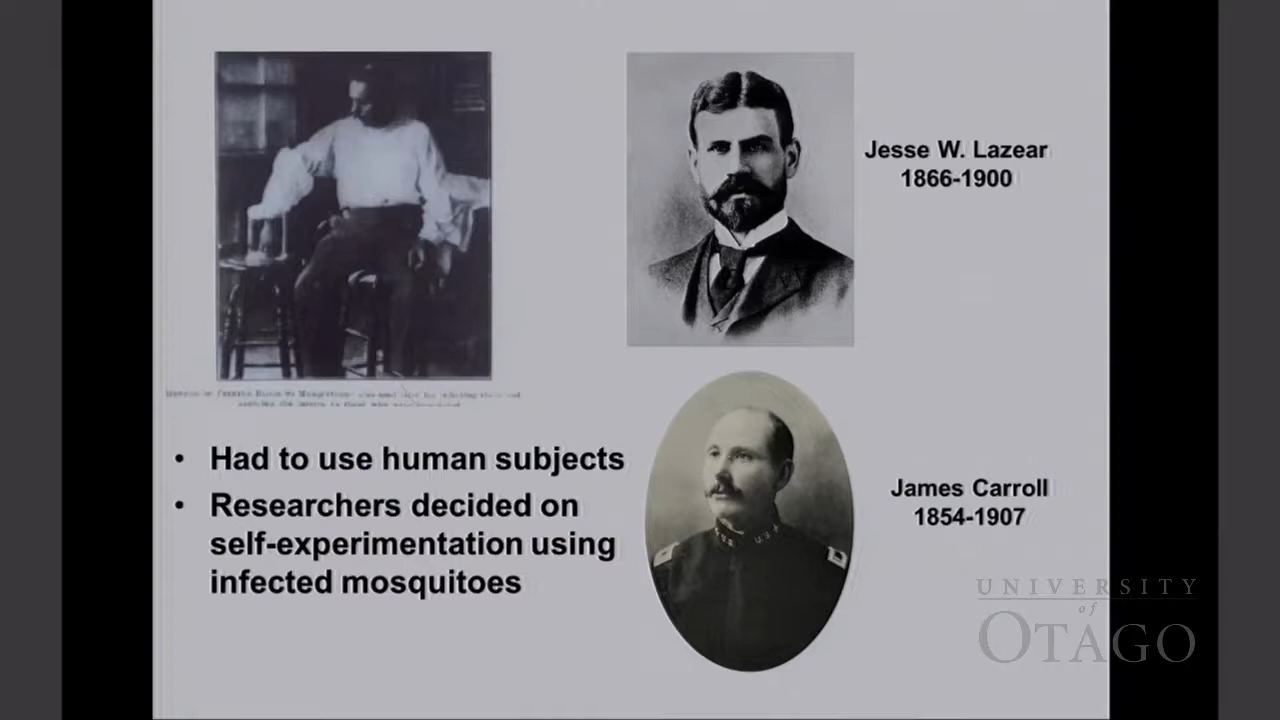 Jesse W. Lazear
1866-1900
• Had to use human subjects
• Researchers decided on
self-experimentation using
infected mosquitoes
James Carroll
1854-1907
UNIVERSITY
of
OTAGO